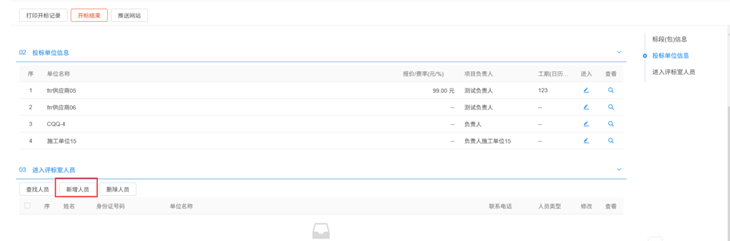 打印开标记录 开标结束 推送网站
标段(包)信息
02 投标单位信息
投标单位信息
进入评标室人员
序 单位名称 报价/费率(元/%) 项目负责人 工期(日历... 进入 查看
1 8r供应商05 99.00 元 测试负责人 123
2 8r供应商06 -- 测试负责人 --
3 CQQ-4 -- 负责人 --
4 施工单位15 -- 负责人施工单位15 --
03 进入评标室人员
查找人员 新增人员 删除人员
序 姓名 身份证号码 单位名称 联系电话 人员类型 修改 查看